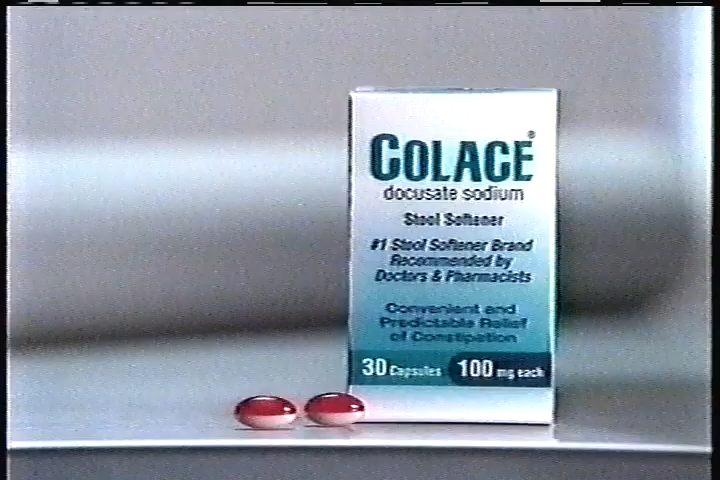 COLACE®
docusate sodium
Stool Softener
#1 Stool Softener Brand
Recommended by
Doctors & Pharmacists
Convenient and
Predictable Relief
of Constipation
30 Capsules 100 mg each